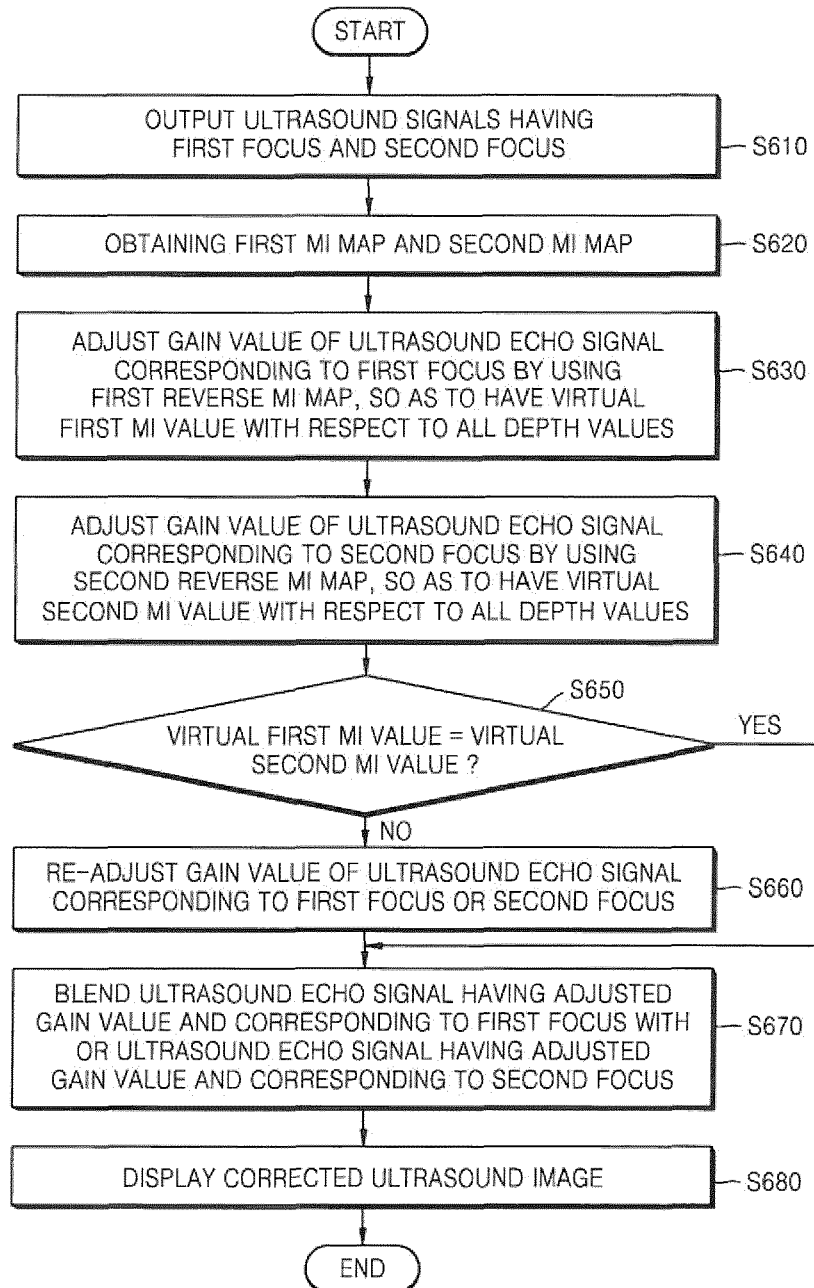 START
OUTPUT ULTRASOUND SIGNALS HAVING
FIRST FOCUS AND SECOND FOCUS
S610
OBTAINING FIRST MI MAP AND SECOND MI MAP
S620
ADJUST GAIN VALUE OF ULTRASOUND ECHO SIGNAL
CORRESPONDING TO FIRST FOCUS BY USING
FIRST REVERSE MI MAP, SO AS TO HAVE VIRTUAL
FIRST MI VALUE WITH RESPECT TO ALL DEPTH VALUES
S630
ADJUST GAIN VALUE OF ULTRASOUND ECHO SIGNAL
CORRESPONDING TO SECOND FOCUS BY USING
SECOND REVERSE MI MAP, SO AS TO HAVE VIRTUAL
SECOND MI VALUE WITH RESPECT TO ALL DEPTH VALUES
S640
S650
VIRTUAL FIRST MI VALUE = VIRTUAL
SECOND MI VALUE ?
YES
NO
RE-ADJUST GAIN VALUE OF ULTRASOUND ECHO SIGNAL
CORRESPONDING TO FIRST FOCUS OR SECOND FOCUS
S660
BLEND ULTRASOUND ECHO SIGNAL HAVING ADJUSTED
GAIN VALUE AND CORRESPONDING TO FIRST FOCUS WITH
OR ULTRASOUND ECHO SIGNAL HAVING ADJUSTED
GAIN VALUE AND CORRESPONDING TO SECOND FOCUS
S670
DISPLAY CORRECTED ULTRASOUND IMAGE
S680
END